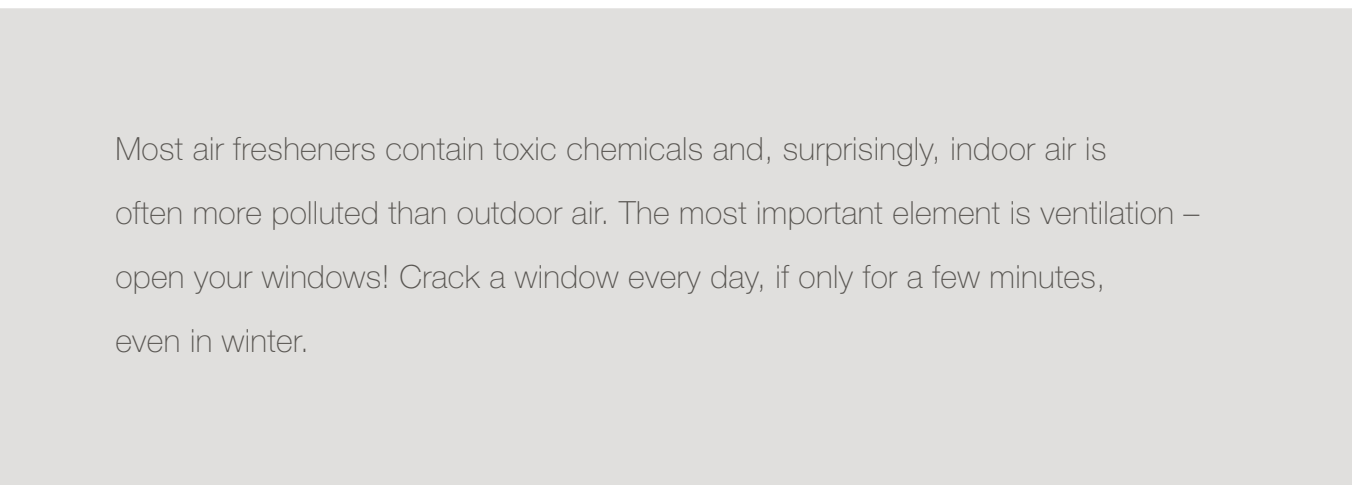 Most air fresheners contain toxic chemicals and, surprisingly, indoor air is
often more polluted than outdoor air. The most important element is ventilation –
open your windows! Crack a window every day, if only for a few minutes,
even in winter.